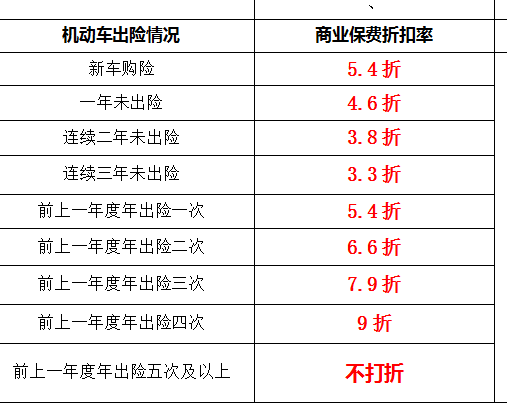 、
机动车出险情况 商业保费折扣率
新车购险 5.4折
一年未出险 4.6折
连续二年未出险 3.8折
连续三年未出险 3.3折
前上一年度年出险一次 5.4折
前上一年度年出险二次 6.6折
前上一年度年出险三次 7.9折
前上一年度年出险四次 9折
前上一年度年出险五次及以上 不打折